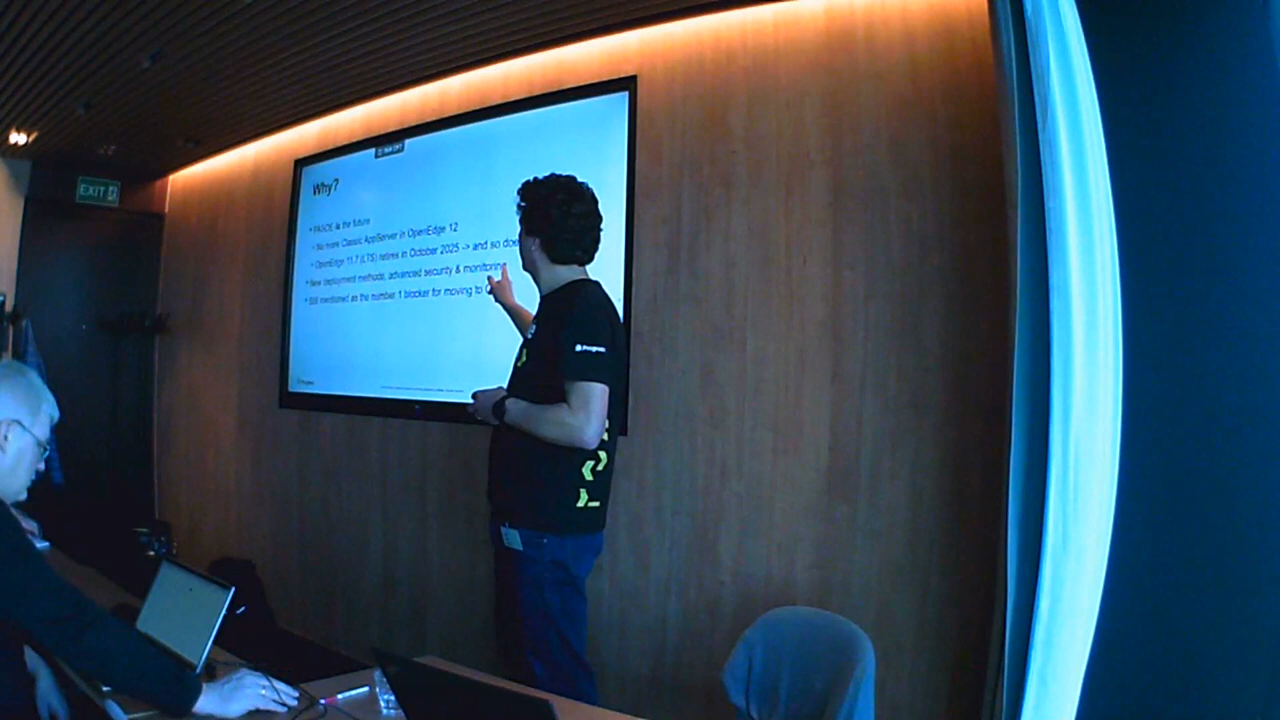 EXIT
Why?
• PASOE is the future
• No more Classic AppServer in OpenEdge 12
• OpenEdge 11.7 (LTS) retires in October 2025 -> and so doe
• New deployment methods, advanced security & monitoring
• Still mentioned as the number 1 blocker for moving to
Progress
Progress